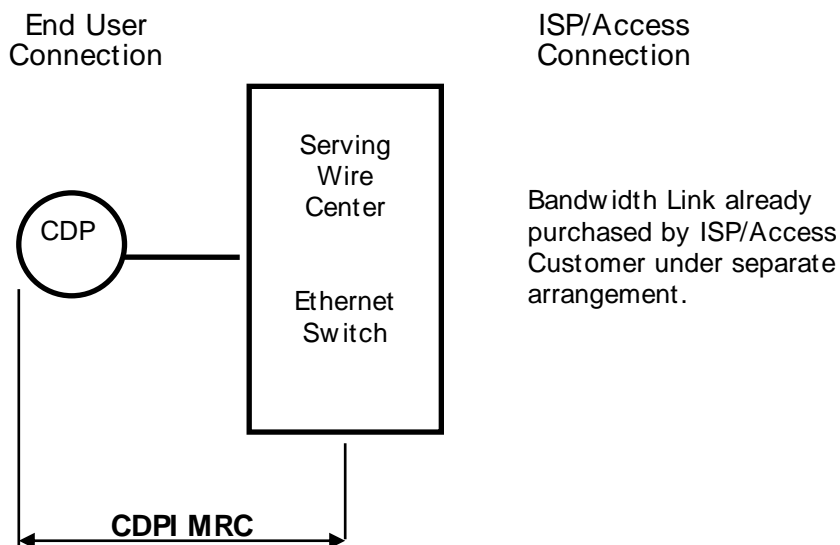 End User
Connection
ISP/Access
Connection
Serving
Wire
Center
CDP
Ethernet
Switch
Bandwidth Link already
purchased by ISP/Access
Customer under separate
arrangement.
CDPI MRC